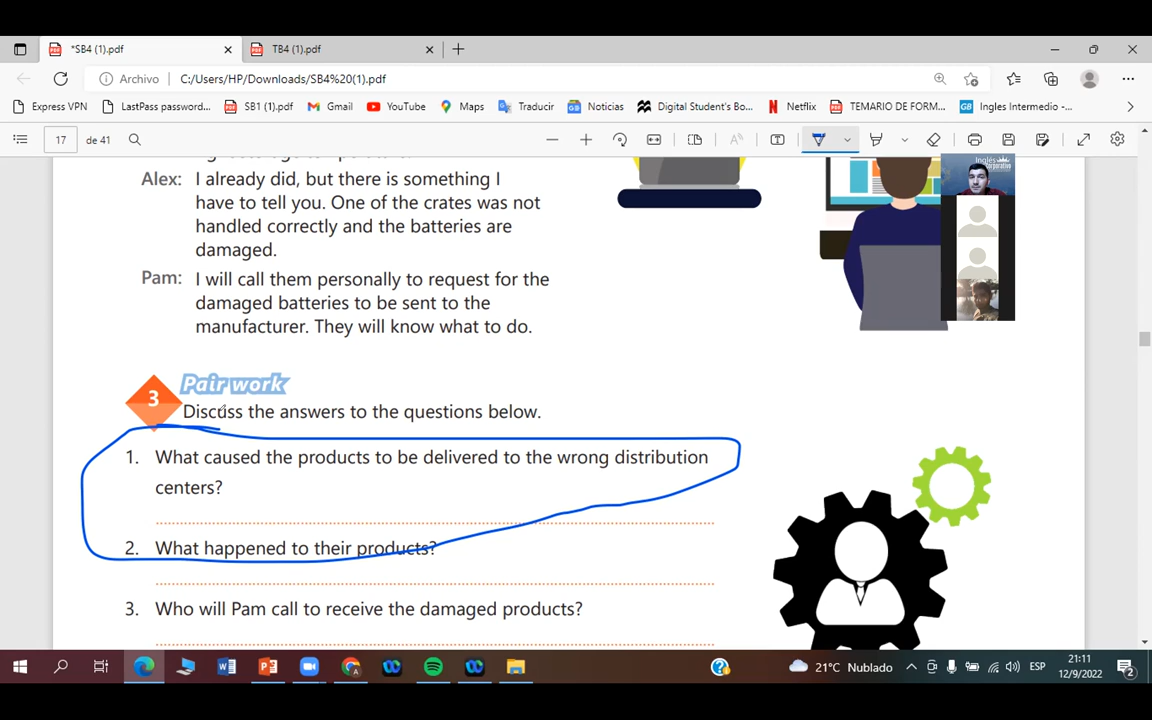 *SB4 (1).pdf
TB4 (1).pdf
Archivo
C:/Users/HP/Downloads/SB4%20(1).pdf
Express VPN
LastPass password...
SB1 (1).pdf
Gmail
YouTube
Maps
Traducir
Noticias
Digital Student's Bo...
Netflix
TEMARIO DE FORM...
Ingles Intermedio -...
17
de 41
Alex: I already did, but there is something I
have to tell you. One of the crates was not
handled correctly and the batteries are
damaged.
Pam: I will call them personally to request for the
damaged batteries to be sent to the
manufacturer. They will know what to do.
Inglés
3
Pair work
Discuss the answers to the questions below.
1. What caused the products to be delivered to the wrong distribution
centers?
2. What happened to their products?
3. Who will Pam call to receive the damaged products?
21°C Nublado
ESP
21:11
12/9/2022
2